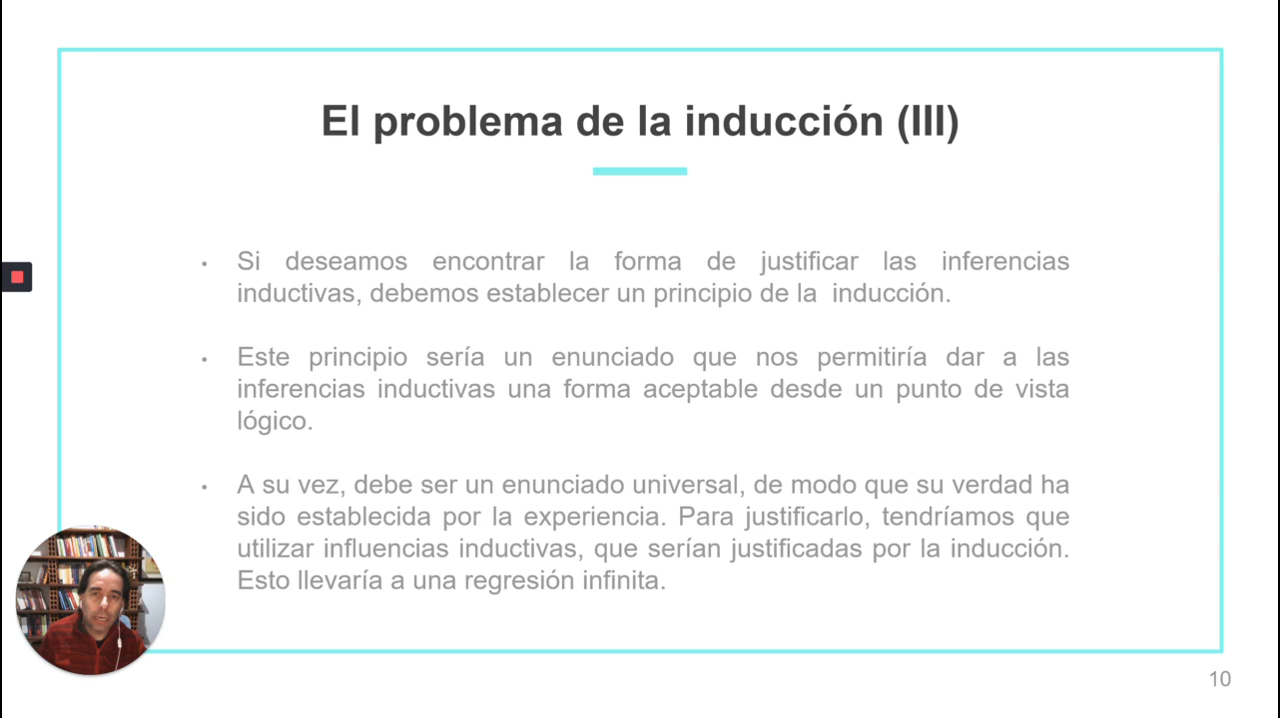 El problema de la inducción (III)
• Si deseamos encontrar la forma de justificar las inferencias
inductivas, debemos establecer un principio de la  inducción.
• Este principio sería un enunciado que nos permitiría dar a las
inferencias inductivas una forma aceptable desde un punto de vista
lógico.
• A su vez, debe ser un enunciado universal, de modo que su verdad ha
sido establecida por la experiencia. Para justificarlo, tendríamos que
utilizar influencias inductivas, que serían justificadas por la inducción.
Esto llevaría a una regresión infinita.
10